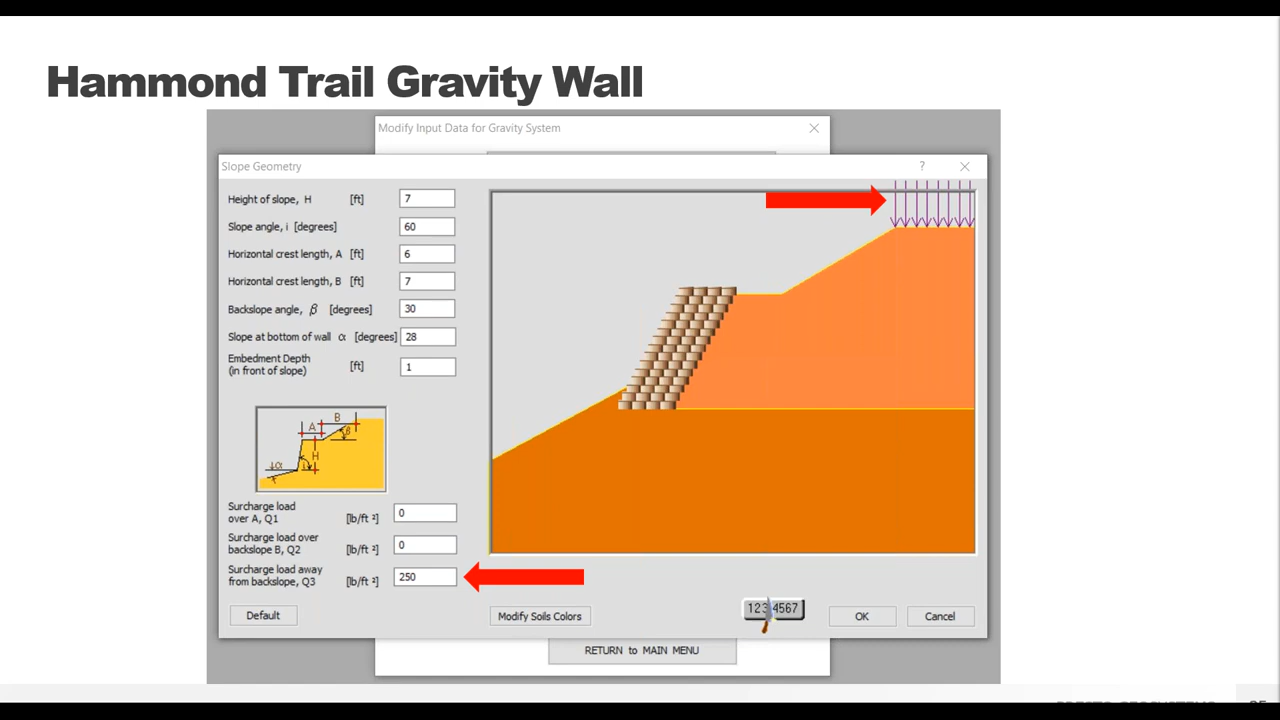 Hammond Trail Gravity Wall
Modify Input Data for Gravity System
Slope Geometry
?
Height of slope, H [ft] 7
Slope angle, i [degrees] 60
Horizontal crest length, A [ft] 6
Horizontal crest length, B [ft] 7
Backslope angle, β [degrees] 30
Slope at bottom of wall α [degrees] 28
Embedment Depth
(in front of slope) [ft] 1
B
A
β
H
α
i
Surcharge load
over A, Q1 [lb/ft ²] 0
Surcharge load over
backslope B, Q2 [lb/ft ²] 0
Surcharge load away
from backslope, Q3 [lb/ft ²] 250
Default
Modify Soils Colors
123 4567
OK
Cancel
RETURN to MAIN MENU